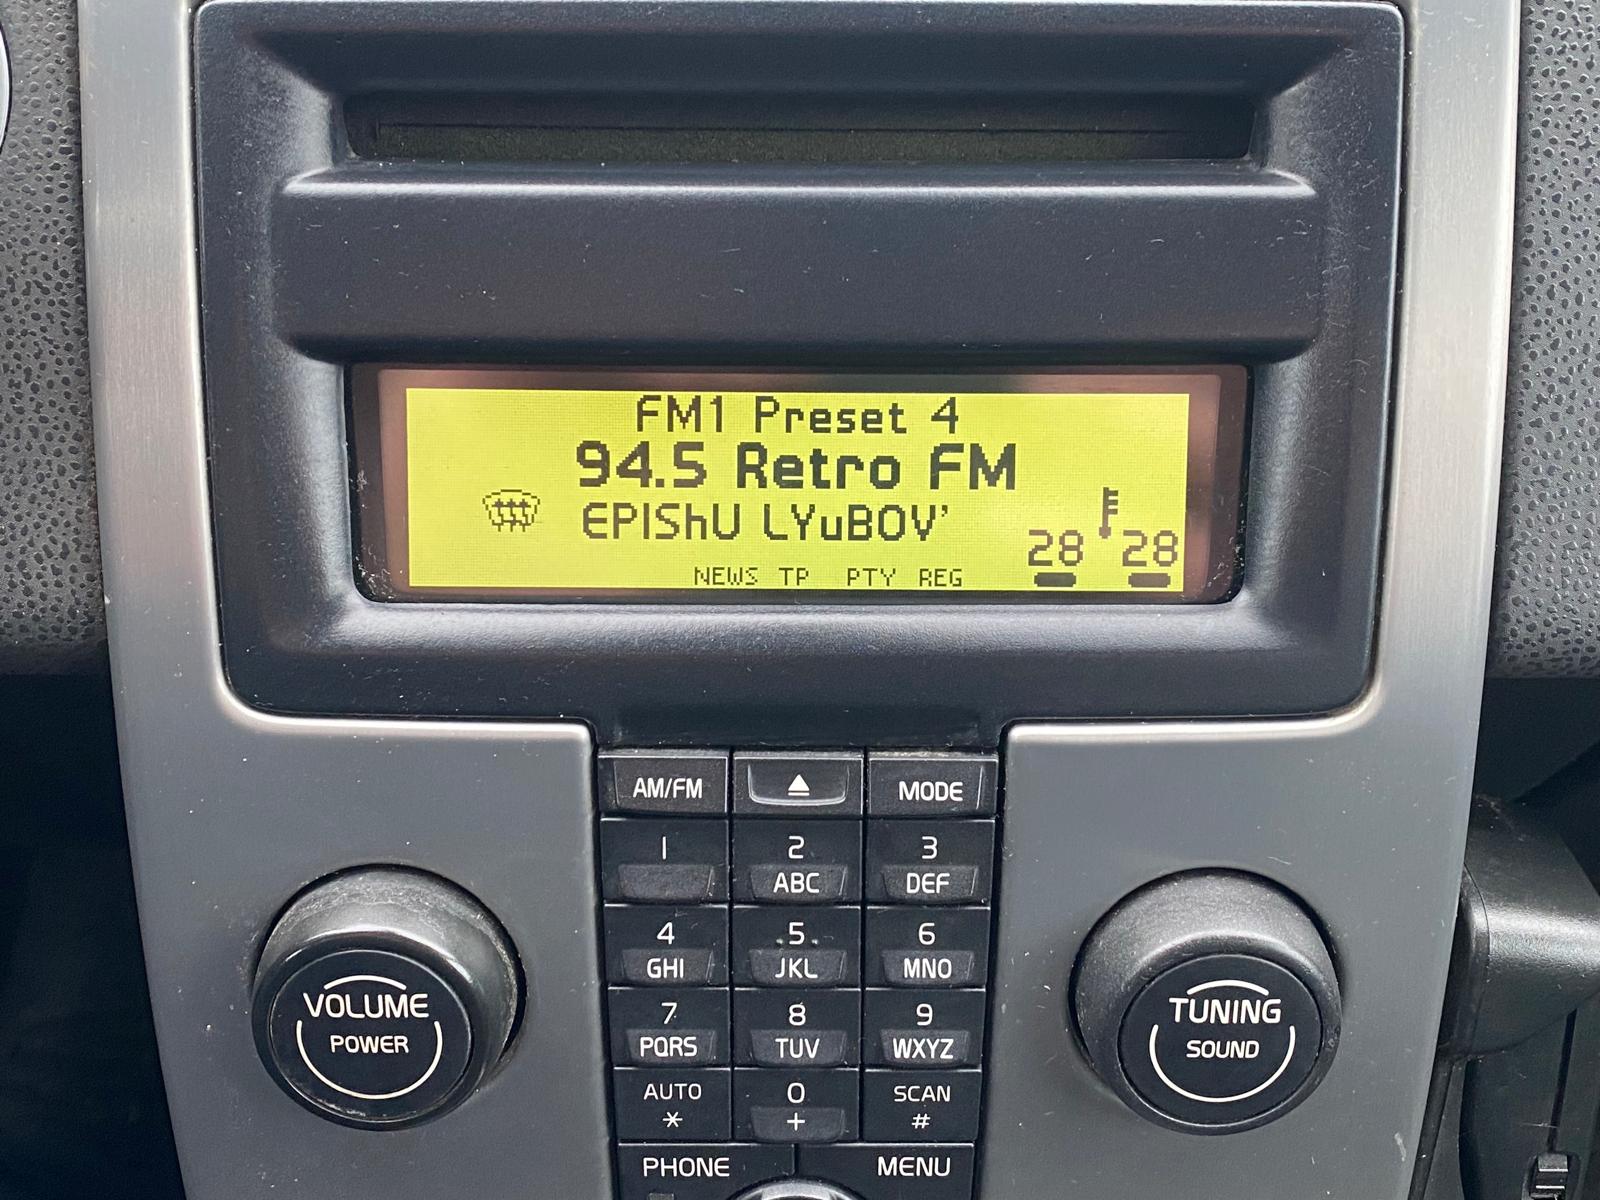 FM1 Preset 4
94.5 Retro FM
EPIShU LYuBOV'
28 28
NEWS TP PTY REG
AM/FM MODE
1 2 3
ABC DEF
4 5 6
GHI JKL MNO
7 8 9
PQRS TUV WXYZ
AUTO 0 SCAN
* + #
PHONE MENU
VOLUME
POWER
TUNING
SOUND